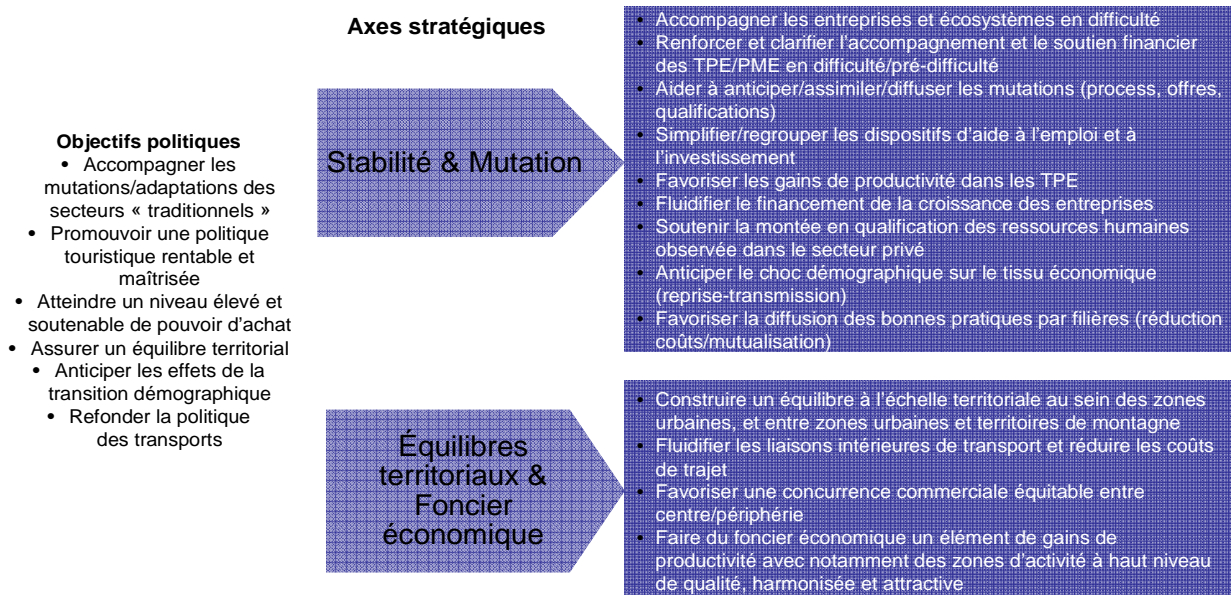 Axes stratégiques
Objectifs politiques
• Accompagner les
mutations/adaptations des
secteurs « traditionnels »
• Promouvoir une politique
touristique rentable et
maîtrisée
• Atteindre un niveau élevé et
soutenable de pouvoir d'achat
• Assurer un équilibre territorial
• Anticiper les effets de la
transition démographique
• Refonder la politique
des transports
Stabilité & Mutation
• Accompagner les entreprises et écosystèmes en difficulté
• Renforcer et clarifier l'accompagnement et le soutien financier
des TPE/PME en difficulté/pré-difficulté
• Aider à anticiper/assimiler/diffuser les mutations (process, offres,
qualifications)
• Simplifier/regrouper les dispositifs d'aide à l'emploi et à
l'investissement
• Favoriser les gains de productivité dans les TPE
• Fluidifier le financement de la croissance des entreprises
• Soutenir la montée en qualification des ressources humaines
observée dans le secteur privé
• Anticiper le choc démographique sur le tissu économique
(reprise-transmission)
• Favoriser la diffusion des bonnes pratiques par filières (réduction
coûts/mutualisation)
Équilibres
territoriaux &
Foncier
économique
• Construire un équilibre à l'échelle territoriale au sein des zones
urbaines, et entre zones urbaines et territoires de montagne
• Fluidifier les liaisons intérieures de transport et réduire les coûts
de trajet
• Favoriser une concurrence commerciale équitable entre
centre/périphérie
• Faire du foncier économique un élément de gains de
productivité avec notamment des zones d'activité à haut niveau
de qualité, harmonisée et attractive